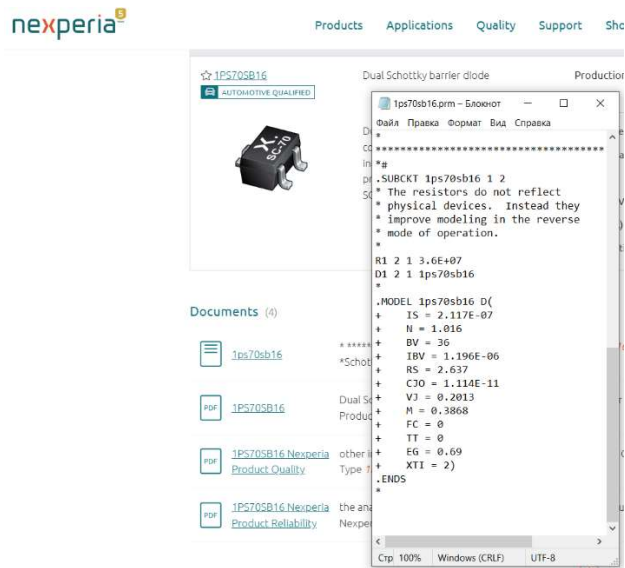 nexperia
Products Applications Quality Support
1PS70SB16
Dual Schottky barrier diode
Production
AUTOMOTIVE QUALIFIED
SC-70
Documents (4)
1ps70sb16
1PS70SB16
1PS70SB16 Nexperia
Product Quality
Type
1PS70SB16 Nexperia
Product Reliability
1ps70sb16.prm – Блокнот
Файл Правка Формат Вид Справка
*
***********************************
*#
.SUBCKT 1ps70sb16 1 2
* The resistors do not reflect
* physical devices. Instead they
* improve modeling in the reverse
* mode of operation.
*
R1 2 1 3.6E+07
D1 2 1 1ps70sb16
*
.MODEL 1ps70sb16 D(
+ IS = 2.117E-07
+ N = 1.016
+ BV = 36
+ IBV = 1.196E-06
+ RS = 2.637
+ CJO = 1.114E-11
+ VJ = 0.2013
+ M = 0.3868
+ FC = 0
+ TT = 0
+ EG = 0.69
+ XTI = 2)
.ENDS
*
Стр 100% Windows (CRLF) UTF-8